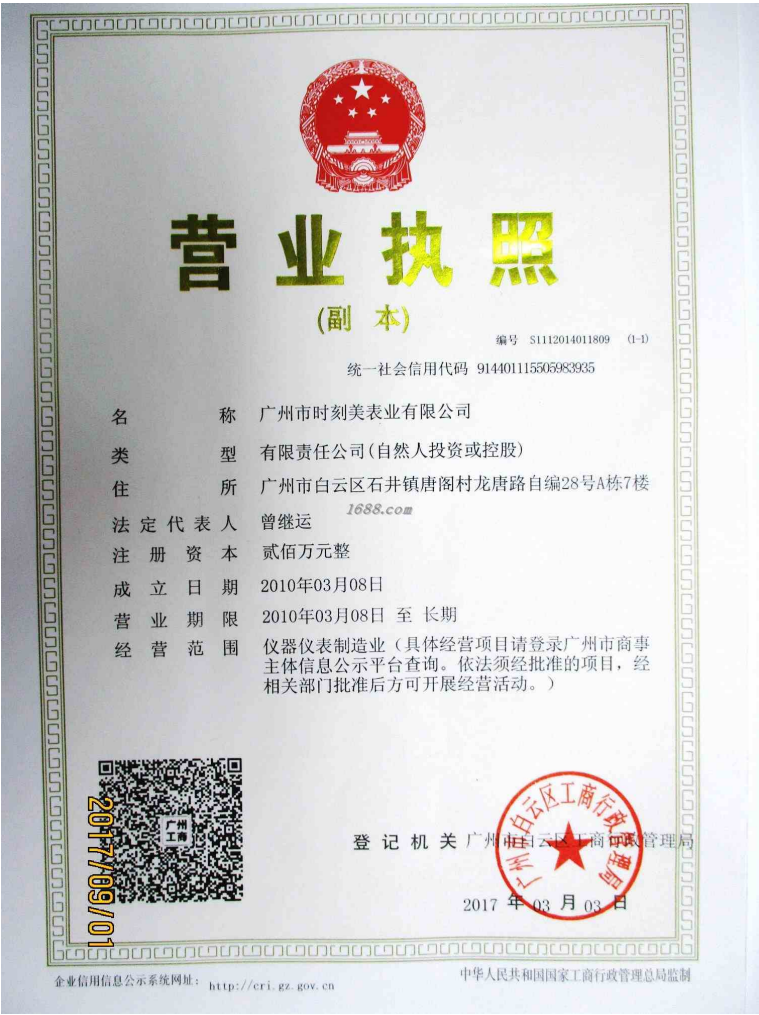 营业执照
(副 本)
编号 S1112014011809 (1-1)
统一社会信用代码 914401115505983935
名 称 广州市时刻美表业有限公司
类 型 有限责任公司(自然人投资或控股)
住 所 广州市白云区石井镇唐阁村龙唐路自编28号A栋7楼
1688.com
法定代表人 曾继运
注册资本 贰佰万元整
成立日期 2010年03月08日
营业期限 2010年03月08日 至 长期
经营范围 仪器仪表制造业（具体经营项目请登录广州市商事
主体信息公示平台查询。依法须经批准的项目，经
相关部门批准后方可开展经营活动。）
广州
工商
2017/09/01
登记机关 广州市白云区工商行政管理局
广州市白云区工商行政管理局
2017 年 03 月 03 日
企业信用信息公示系统网址： http://cri.gz.gov.cn
中华人民共和国国家工商行政管理总局监制